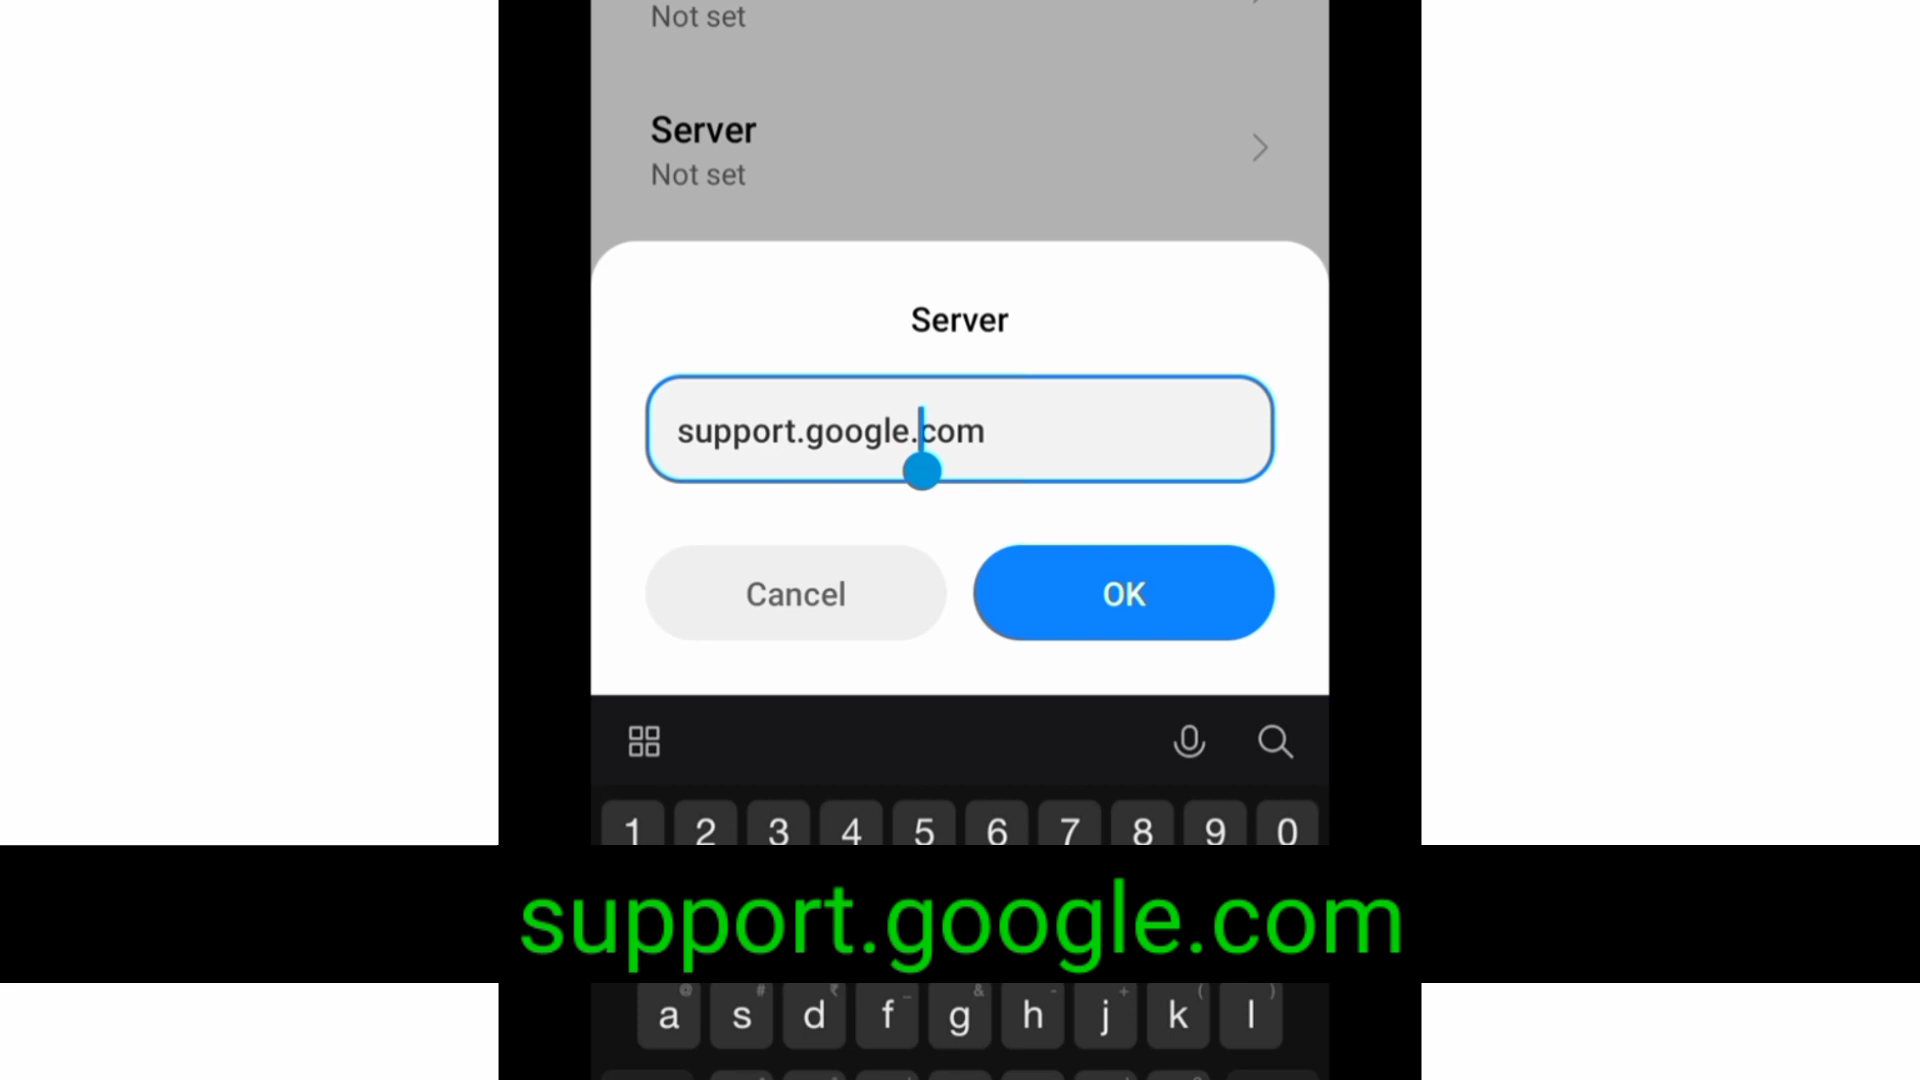 Not set
Server
Not set
Server
support.google.com
Cancel
OK
1 2 3 4 5 6 7 8 9 0
support.google.com
@ # ₹ _ & - + ( )
a s d f g h j k l